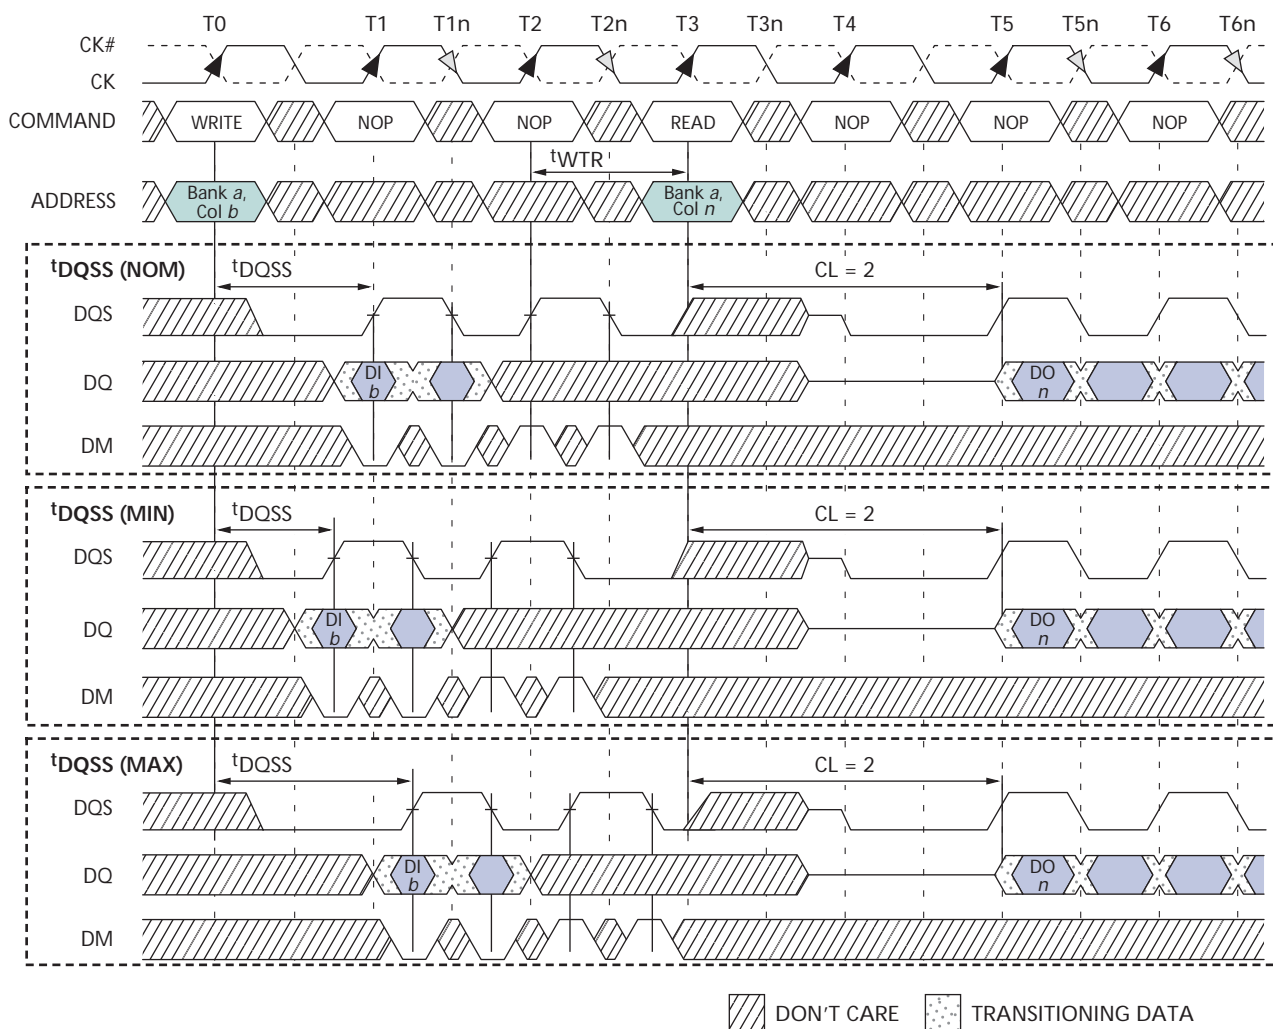 T0 T1 T1n T2 T2n T3 T3n T4 T5 T5n T6 T6n
CK#
CK
COMMAND WRITE NOP NOP READ NOP NOP NOP
tWTR
ADDRESS Bank a, Col b Bank a, Col n
tDQSS (NOM) tDQSS CL = 2
DQS
DQ DI b DO n
DM
tDQSS (MIN) tDQSS CL = 2
DQS
DQ DI b DO n
DM
tDQSS (MAX) tDQSS CL = 2
DQS
DQ DI b DO n
DM
DON'T CARE TRANSITIONING DATA